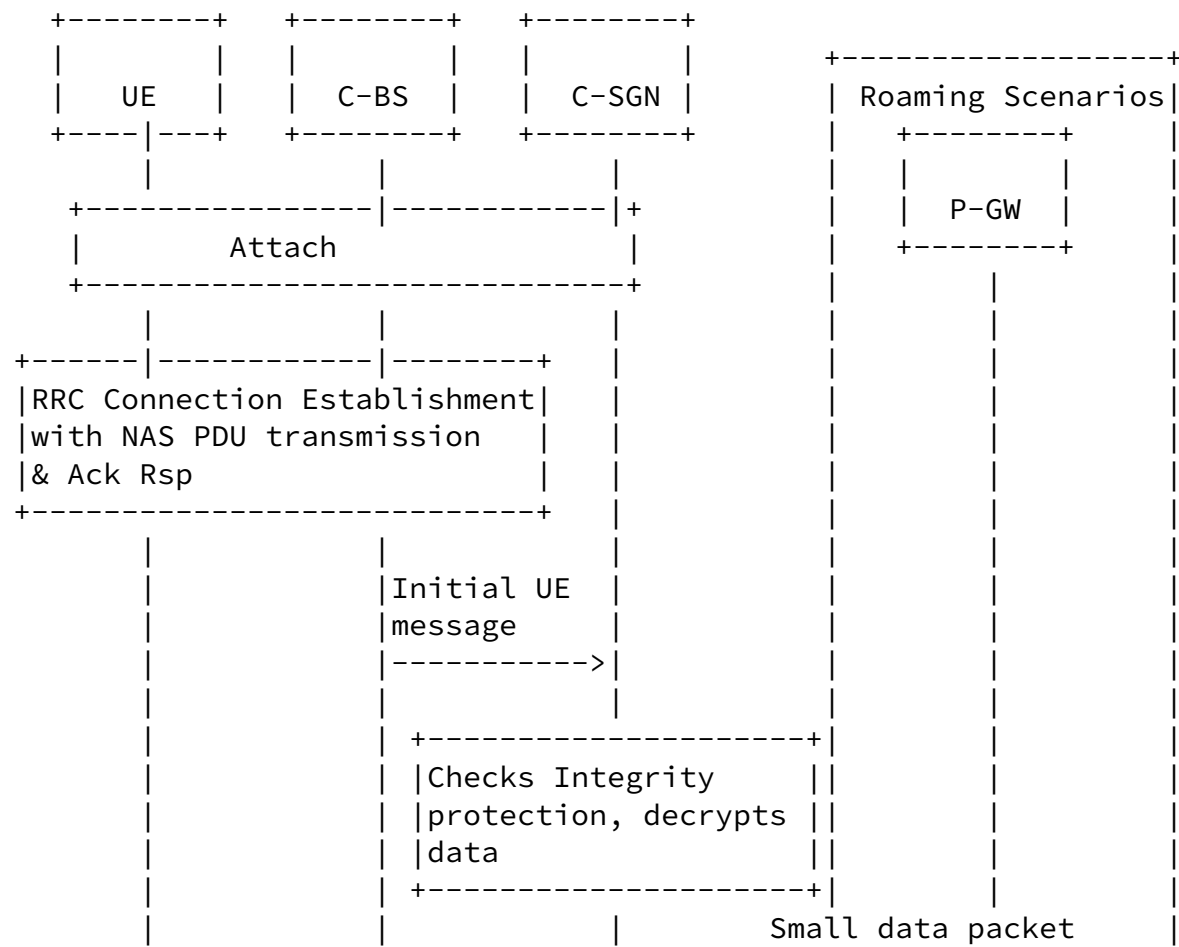 UE C-BS C-SGN Roaming Scenarios
P-GW
Attach
RRC Connection Establishment
with NAS PDU transmission
& Ack Rsp
Initial UE
message
Checks Integrity
protection, decrypts
data
Small data packet